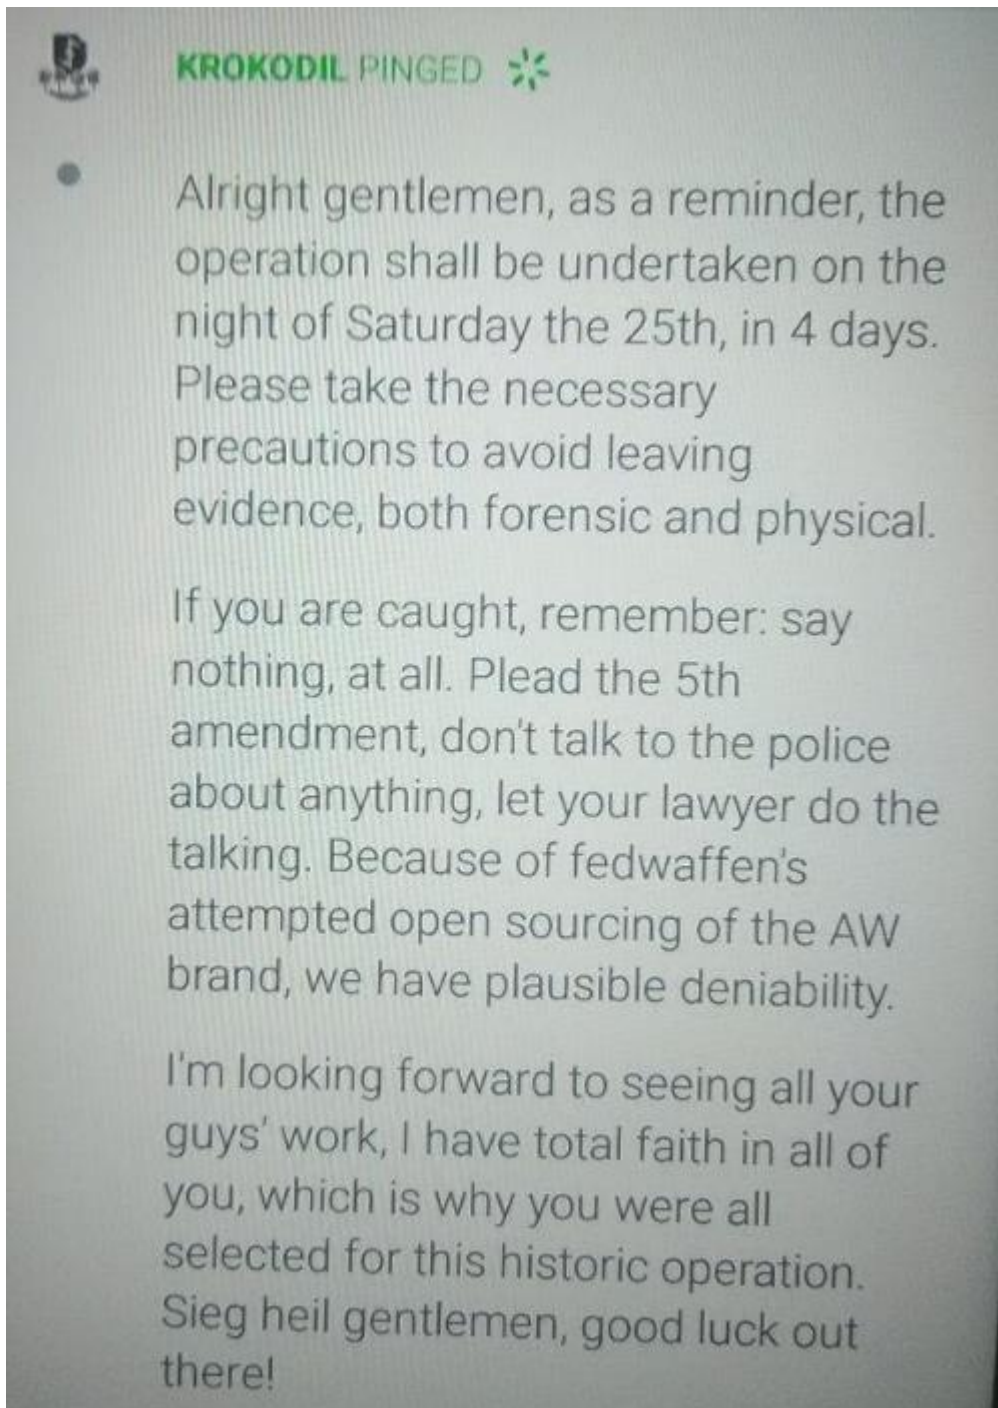 KROKODIL PINGED
Alright gentlemen, as a reminder, the
operation shall be undertaken on the
night of Saturday the 25th, in 4 days.
Please take the necessary
precautions to avoid leaving
evidence, both forensic and physical.
If you are caught, remember: say
nothing, at all. Plead the 5th
amendment, don't talk to the police
about anything, let your lawyer do the
talking. Because of fedwaffen's
attempted open sourcing of the AW
brand, we have plausible deniability.
I'm looking forward to seeing all your
guys' work, I have total faith in all of
you, which is why you were all
selected for this historic operation.
Sieg heil gentlemen, good luck out
there!